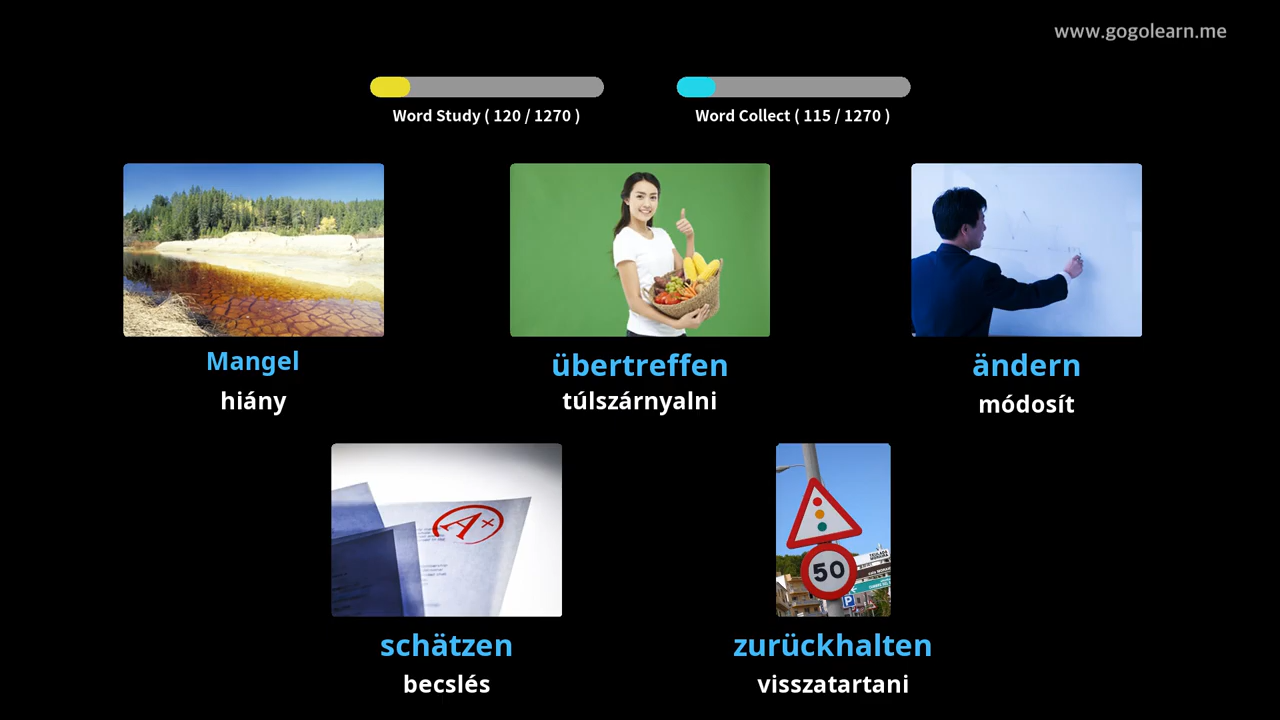 www.gogolearn.me
Word Study ( 120 / 1270 )
Word Collect ( 115 / 1270 )
Mangel
hiány
übertreffen
túlszárnyalni
ändern
módosít
A+
50
P
schätzen
becslés
zurückhalten
visszatartani